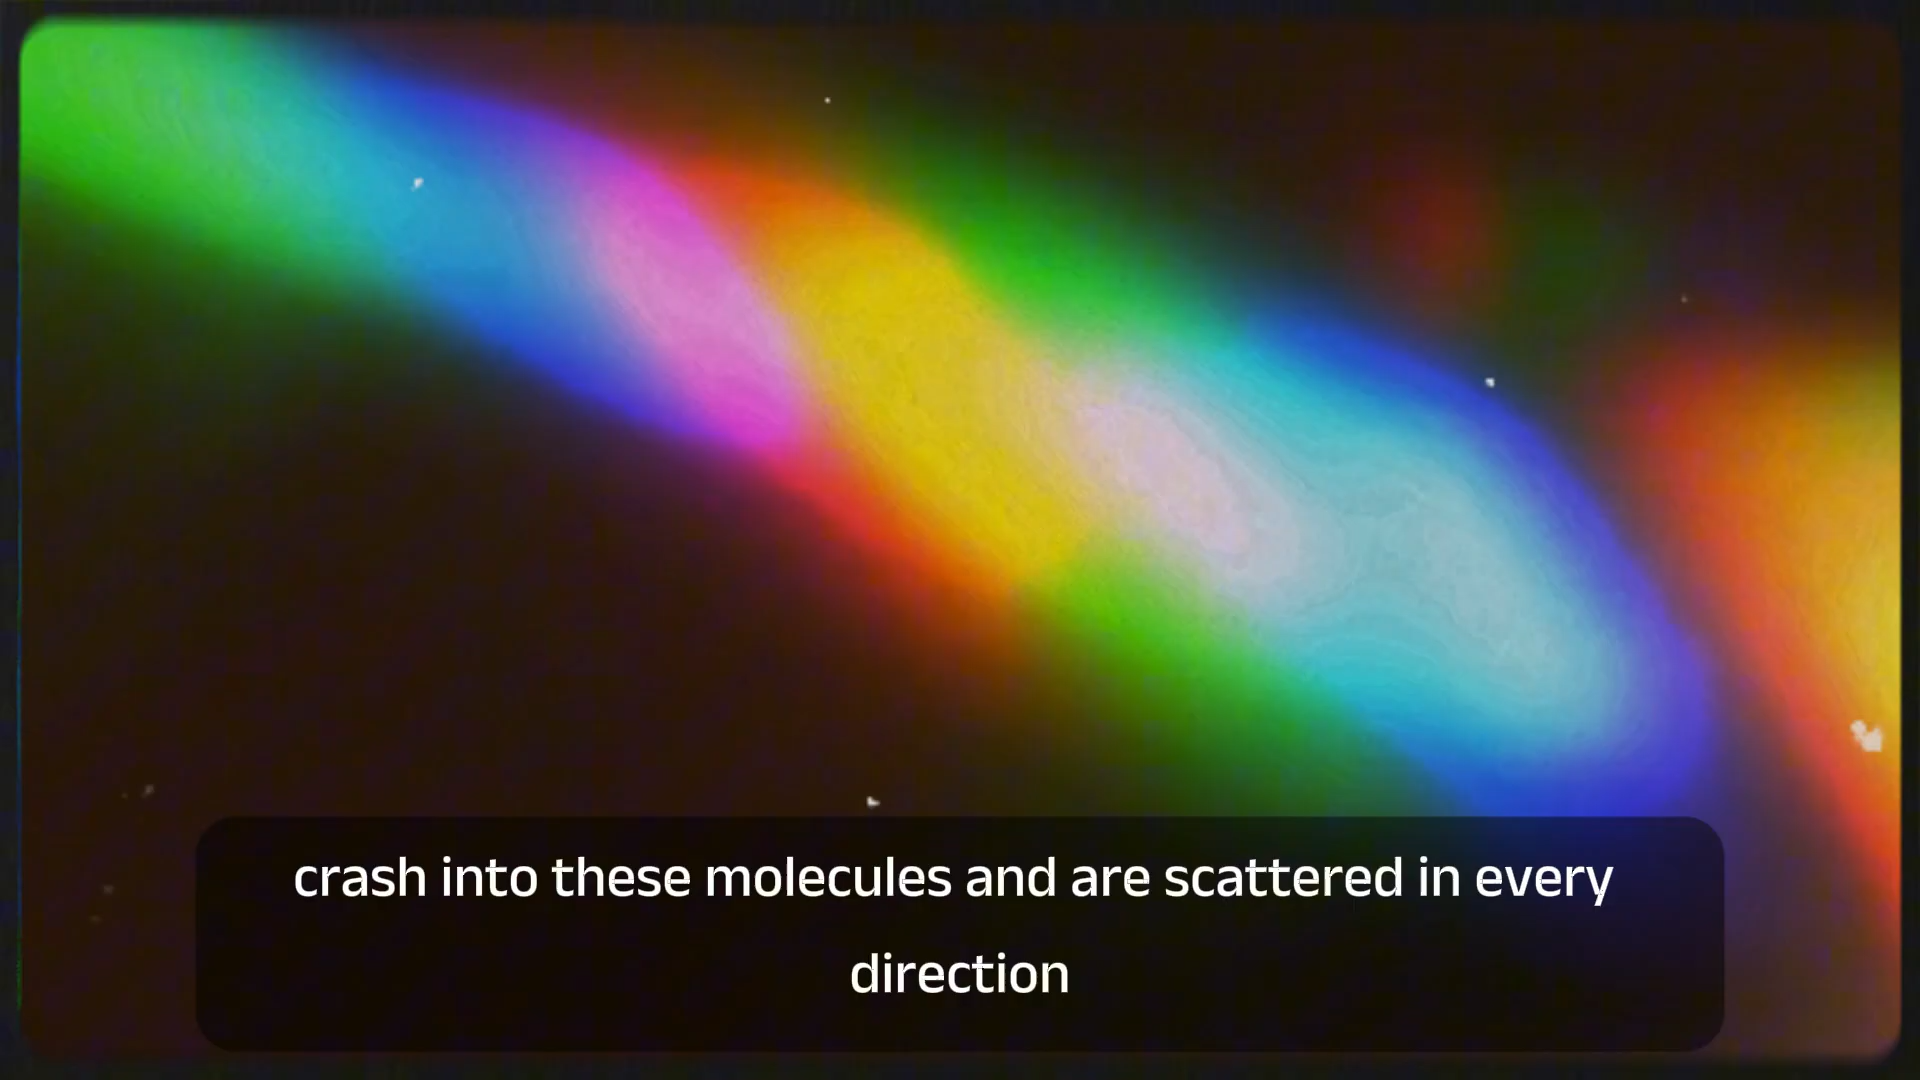 crash into these molecules and are scattered in every
direction